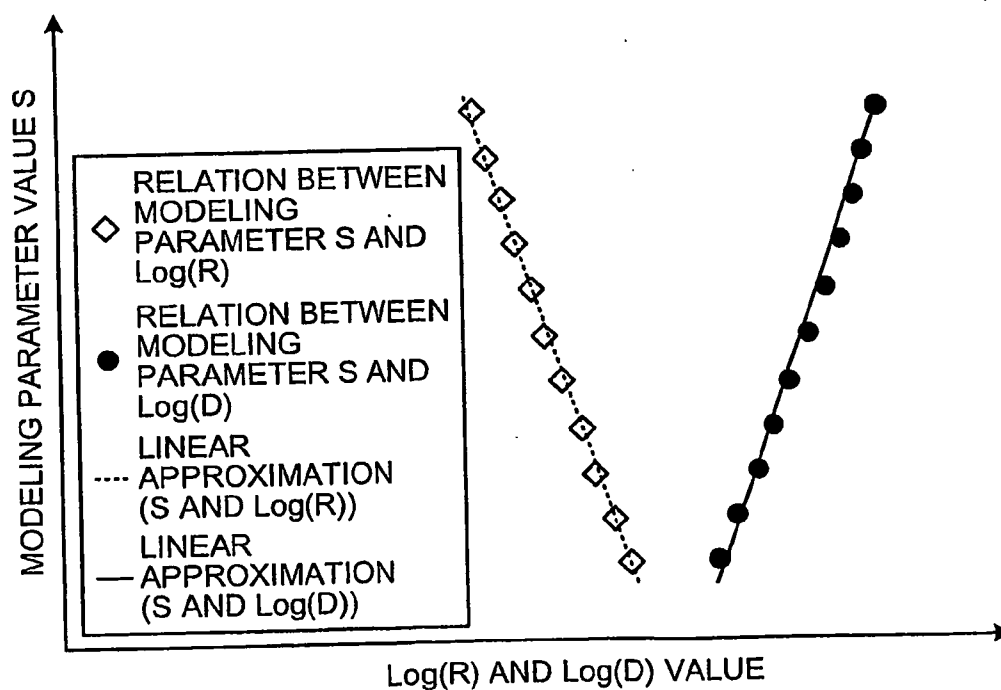 MODELING PARAMETER VALUE S
RELATION BETWEEN
MODELING
PARAMETER S AND
Log(R)
RELATION BETWEEN
MODELING
PARAMETER S AND
Log(D)
LINEAR
APPROXIMATION
(S AND Log(R))
LINEAR
APPROXIMATION
(S AND Log(D))
Log(R) AND Log(D) VALUE